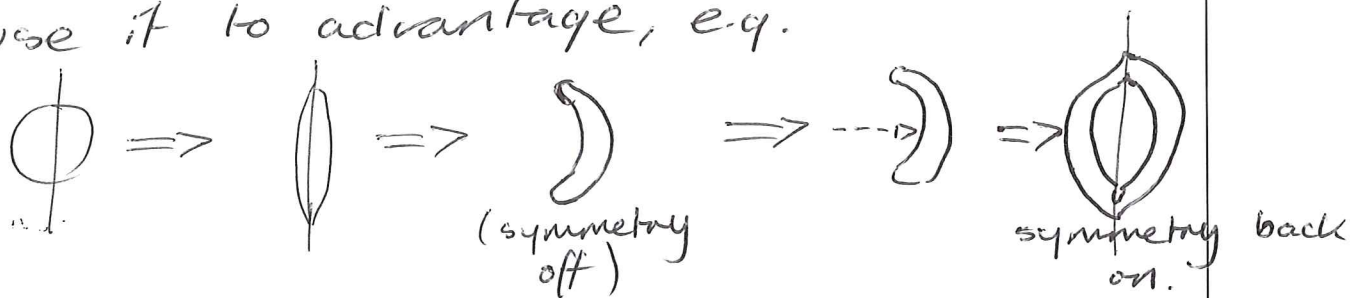 use it to advantage, e.g.
(symmetry
off)
symmetry back
on.